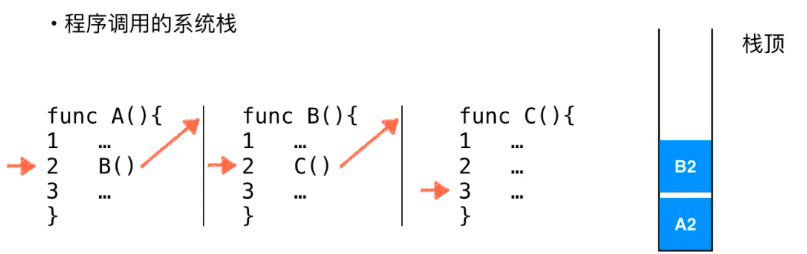 • 程序调用的系统栈
栈顶
func A(){
1 …
2 B()
3 …
}
func B(){
1 …
2 C()
3 …
}
func C(){
1 …
2 …
3 …
}
B2
A2